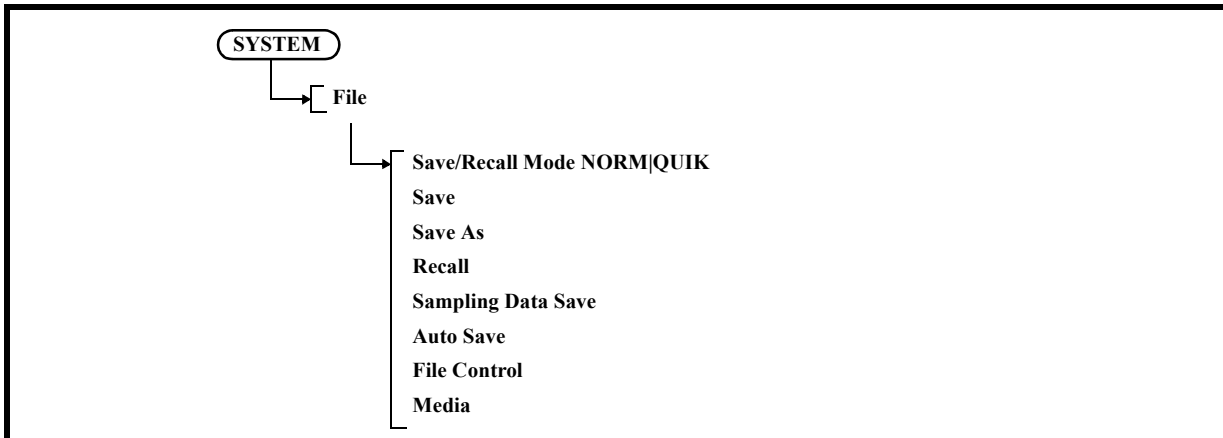 SYSTEM
File
Save/Recall Mode NORM|QUIK
Save
Save As
Recall
Sampling Data Save
Auto Save
File Control
Media